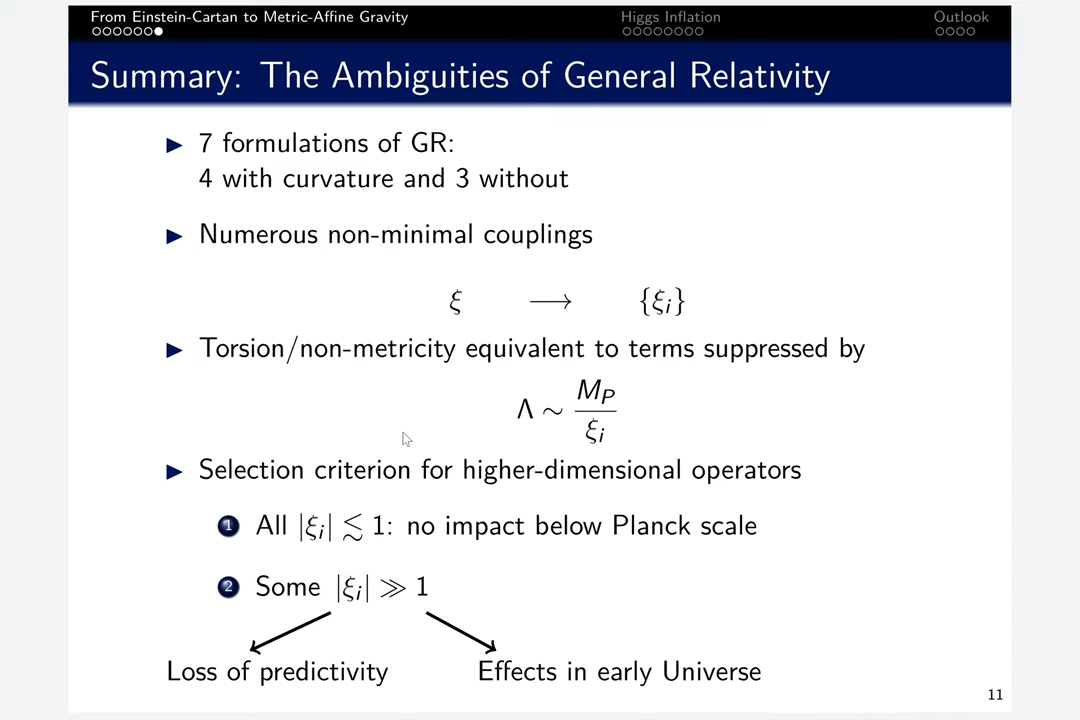 From Einstein-Cartan to Metric-Affine Gravity
Higgs Inflation
Outlook
Summary: The Ambiguities of General Relativity
7 formulations of GR:
4 with curvature and 3 without
Numerous non-minimal couplings
ξ ⟶ {ξᵢ}
Torsion/non-metricity equivalent to terms suppressed by
Λ ∼ M_P / ξᵢ
Selection criterion for higher-dimensional operators
1 All |ξᵢ| ≲ 1: no impact below Planck scale
2 Some |ξᵢ| ≫ 1
Loss of predictivity
Effects in early Universe
11